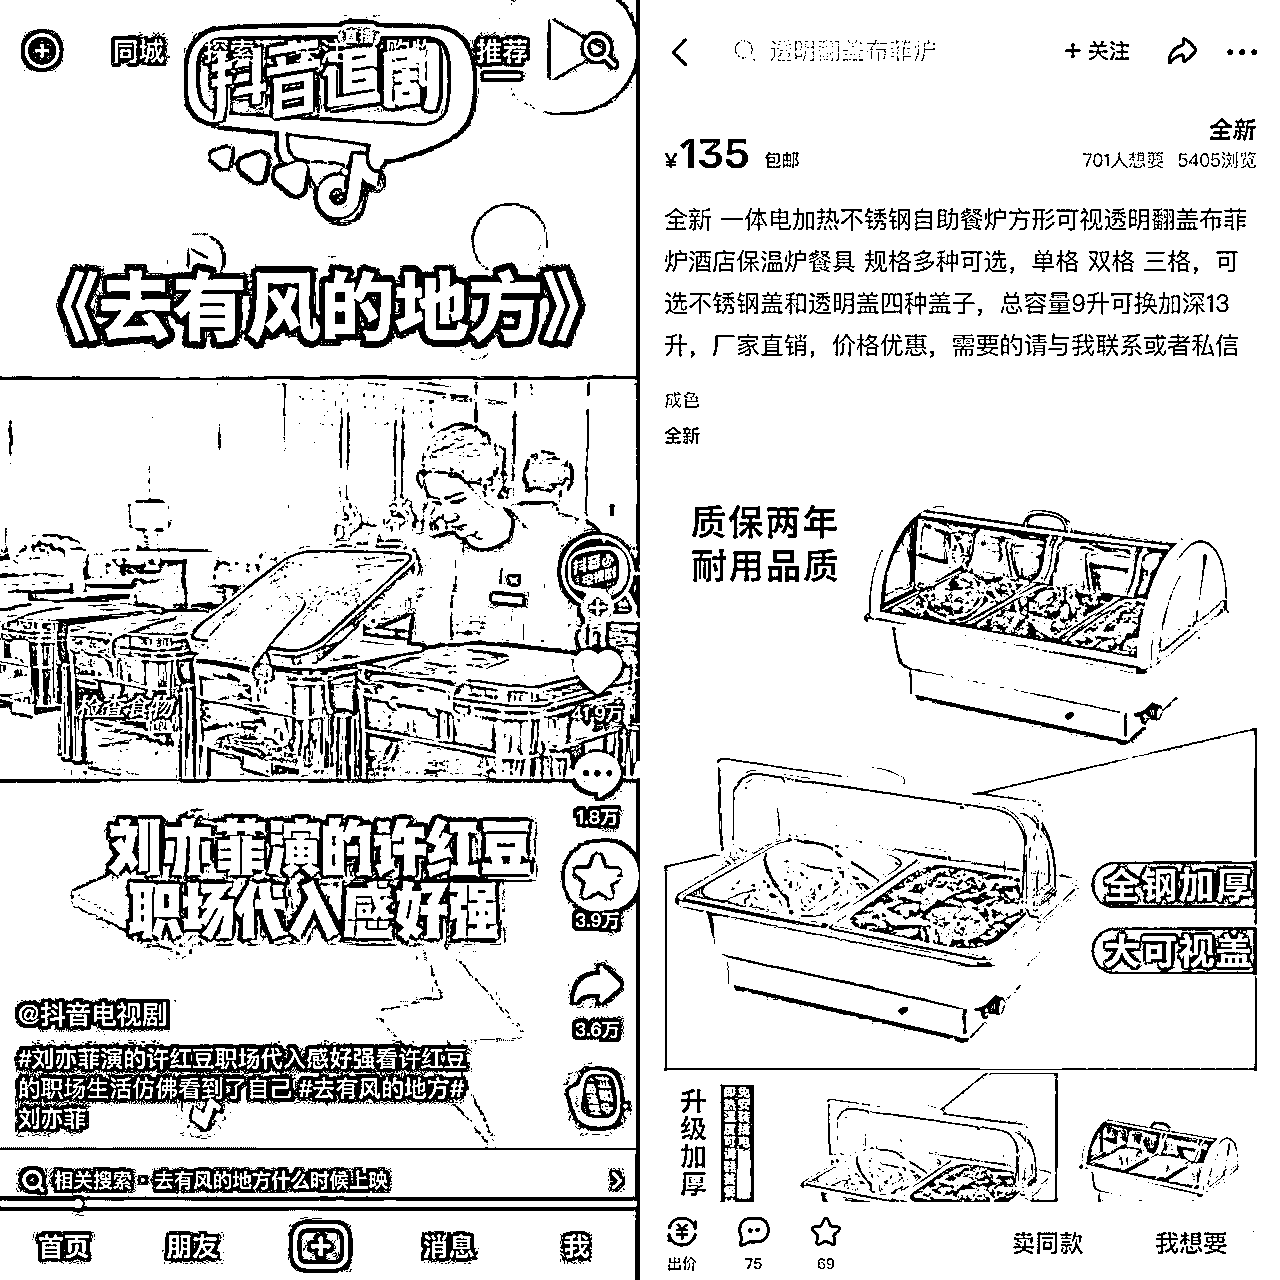 同城
探索
直播
推荐
抖音追剧
《去有风的地方》
检查食物
19万
1.8万
刘亦菲演的许红豆
职场代入感好强
3.9万
3.6万
@抖音电视剧
#刘亦菲演的许红豆职场代入感好强看许红豆
的职场生活仿佛看到了自己#去有风的地方#
刘亦菲
相关搜索·去有风的地方什么时候上映
首页
朋友
消息
我
透明翻盖布菲炉
+关注
全新
¥135 包邮
701人想要 5405浏览
全新 一体电加热不锈钢自助餐炉方形可视透明翻盖布菲
炉酒店保温炉餐具 规格多种可选，单格 双格 三格，可
选不锈钢盖和透明盖四种盖子，总容量9升可换加深13
升，厂家直销，价格优惠，需要的请与我联系或者私信
成色
全新
质保两年
耐用品质
全钢加厚
大可视盖
升级加厚
出价
75
69
卖同款
我想要